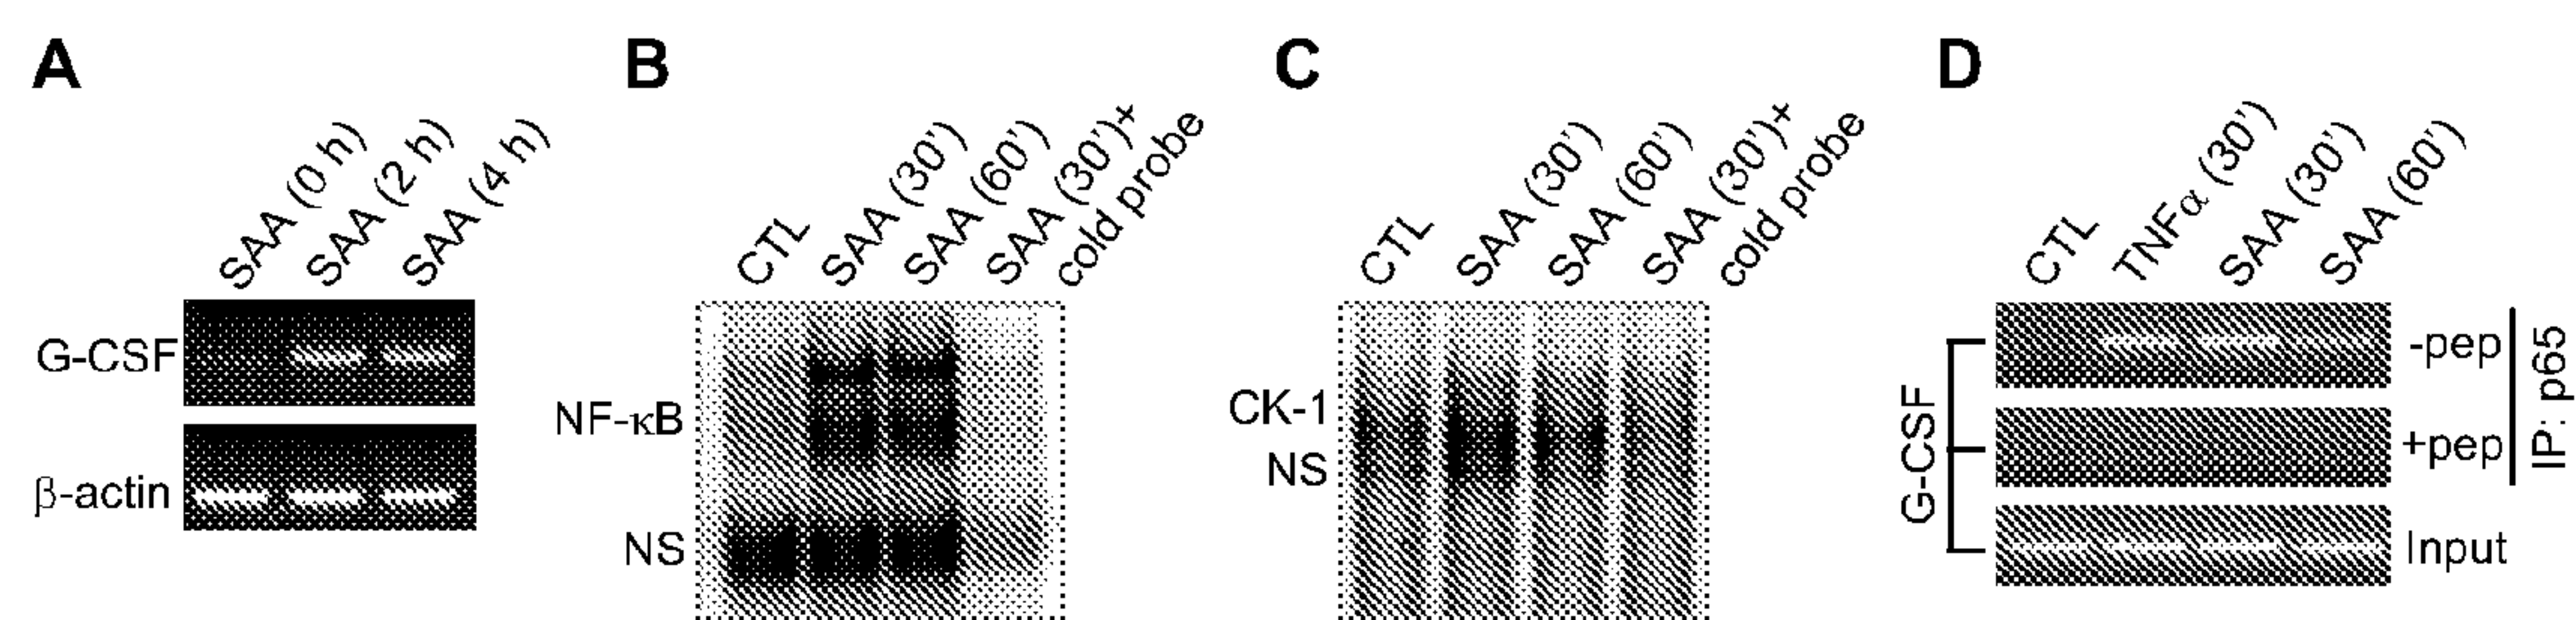 A
SAA (0 h)
SAA (2 h)
SAA (4 h)
G-CSF
β-actin
B
CTL
SAA (30')
SAA (60')
SAA (30')+
cold probe
NF-κB
NS
C
CTL
SAA (30')
SAA (60')
SAA (30')+
cold probe
CK-1
NS
D
CTL
TNFα (30')
SAA (30')
SAA (60')
G-CSF
-pep
+pep
Input
IP: p65